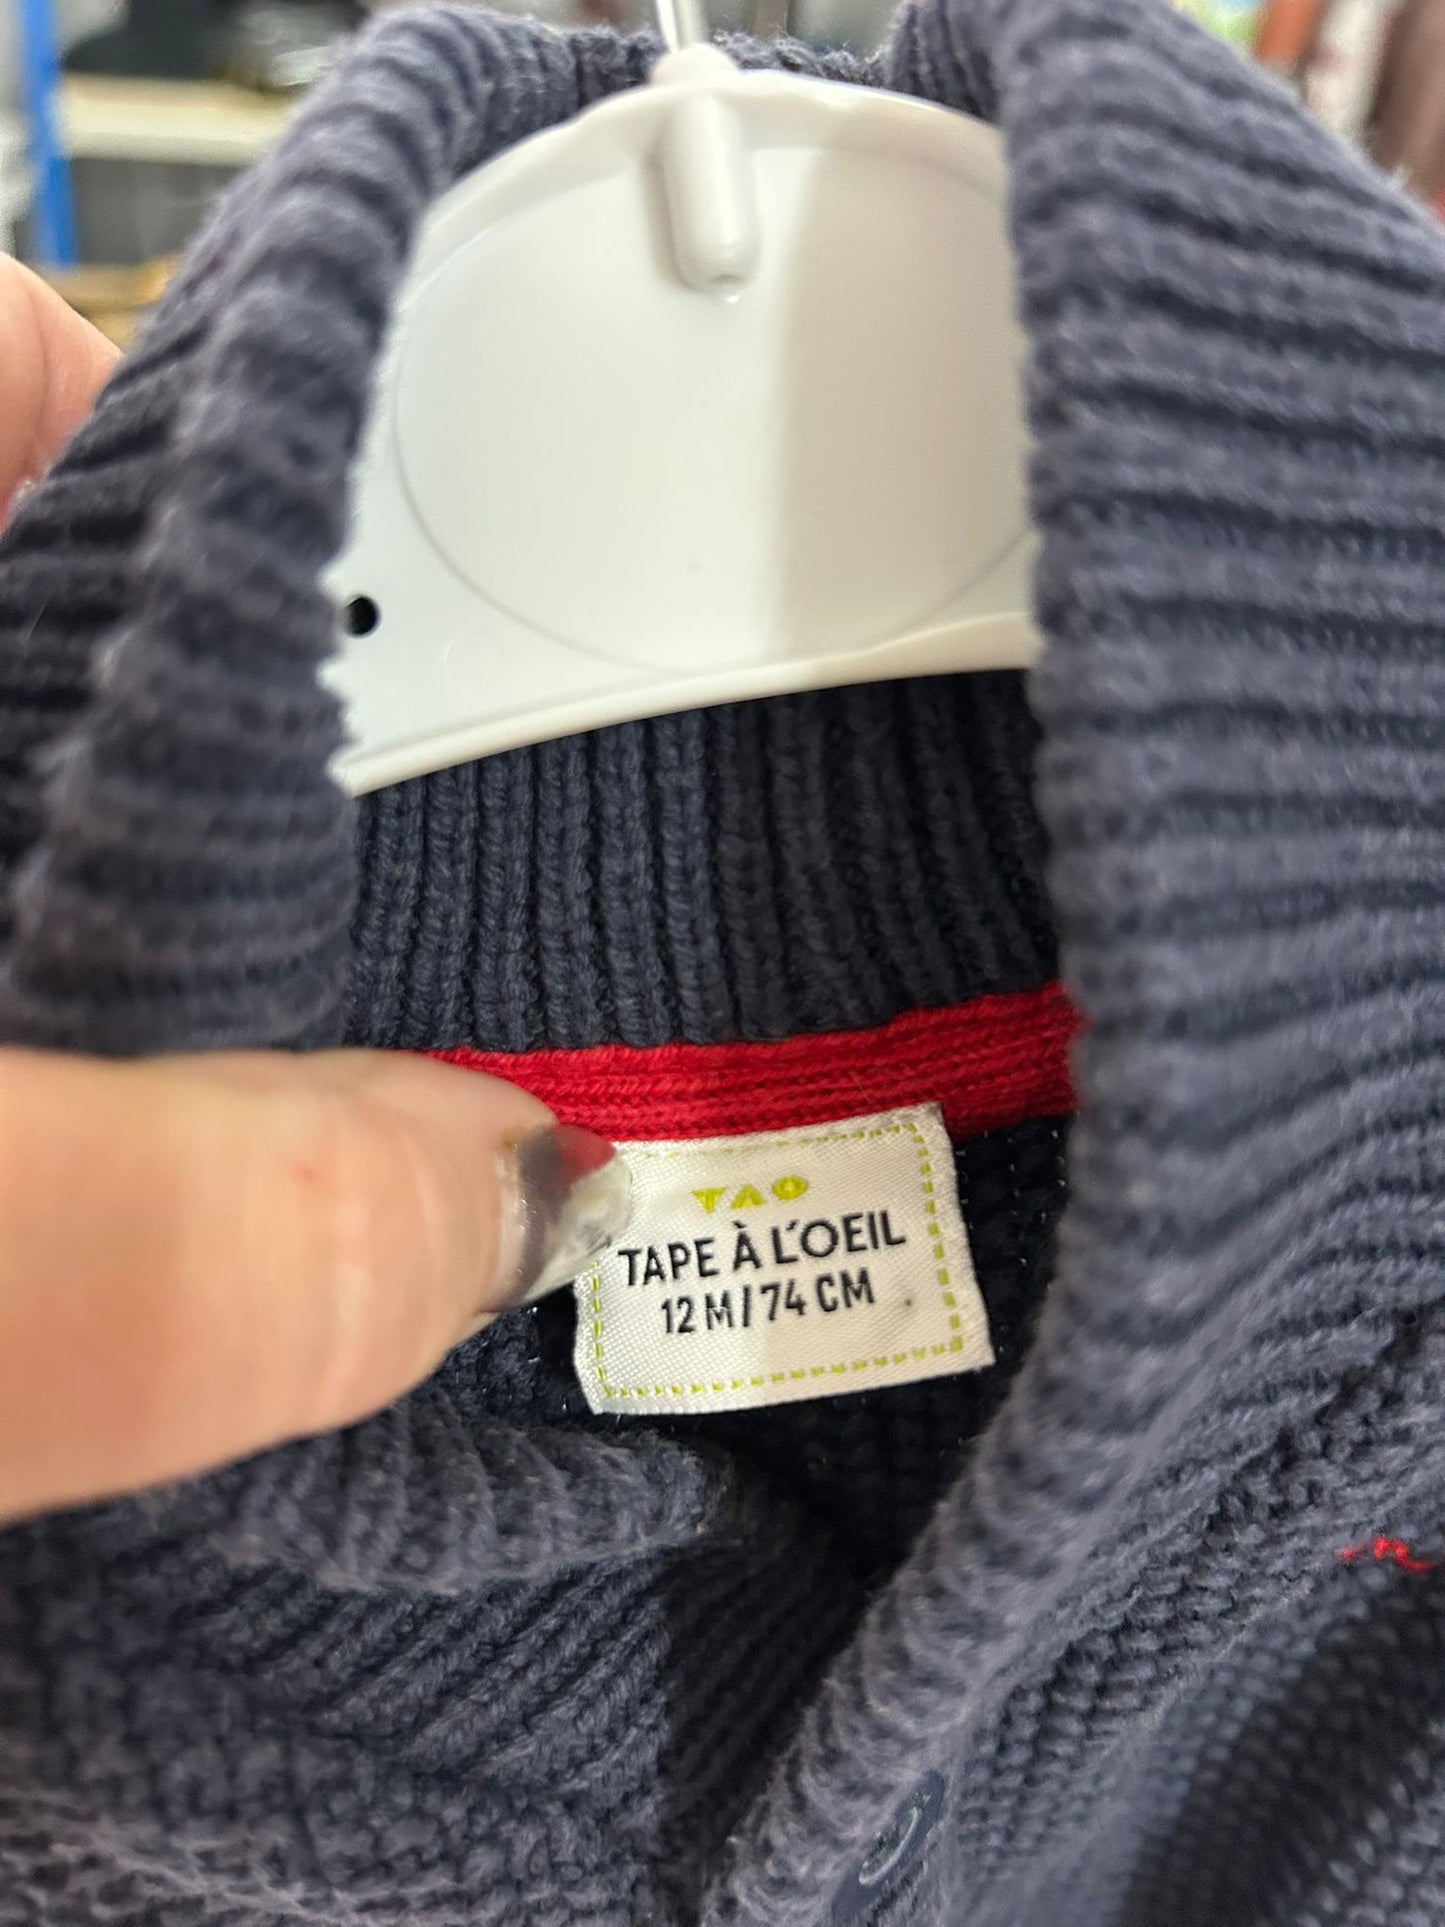 TAO
TAPE À L'OEIL
12 M/74 CM